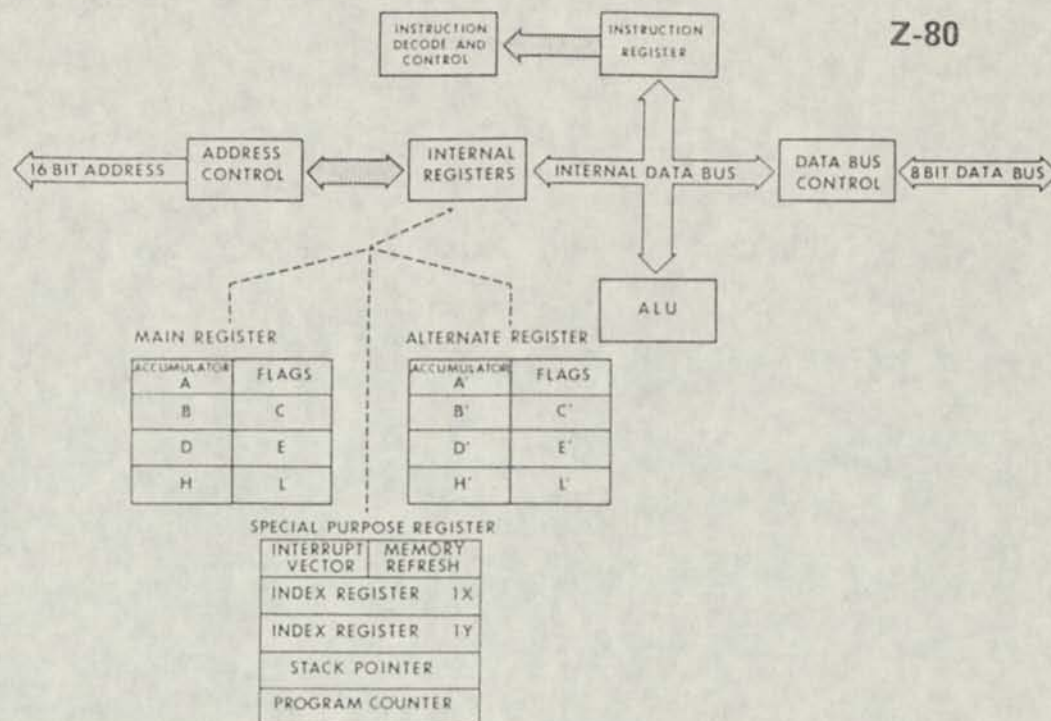 Z-80
INSTRUCTION
DECODE AND
CONTROL
INSTRUCTION
REGISTER
16 BIT ADDRESS
ADDRESS
CONTROL
INTERNAL
REGISTERS
INTERNAL DATA BUS
DATA BUS
CONTROL
8 BIT DATA BUS
ALU
MAIN REGISTER
ACCUMULATOR
A
FLAGS
B
C
D
E
H
L
ALTERNATE REGISTER
ACCUMULATOR
A'
FLAGS
B'
C'
D'
E'
H'
L'
SPECIAL PURPOSE REGISTER
INTERRUPT
VECTOR
MEMORY
REFRESH
INDEX REGISTER 1X
INDEX REGISTER 1Y
STACK POINTER
PROGRAM COUNTER